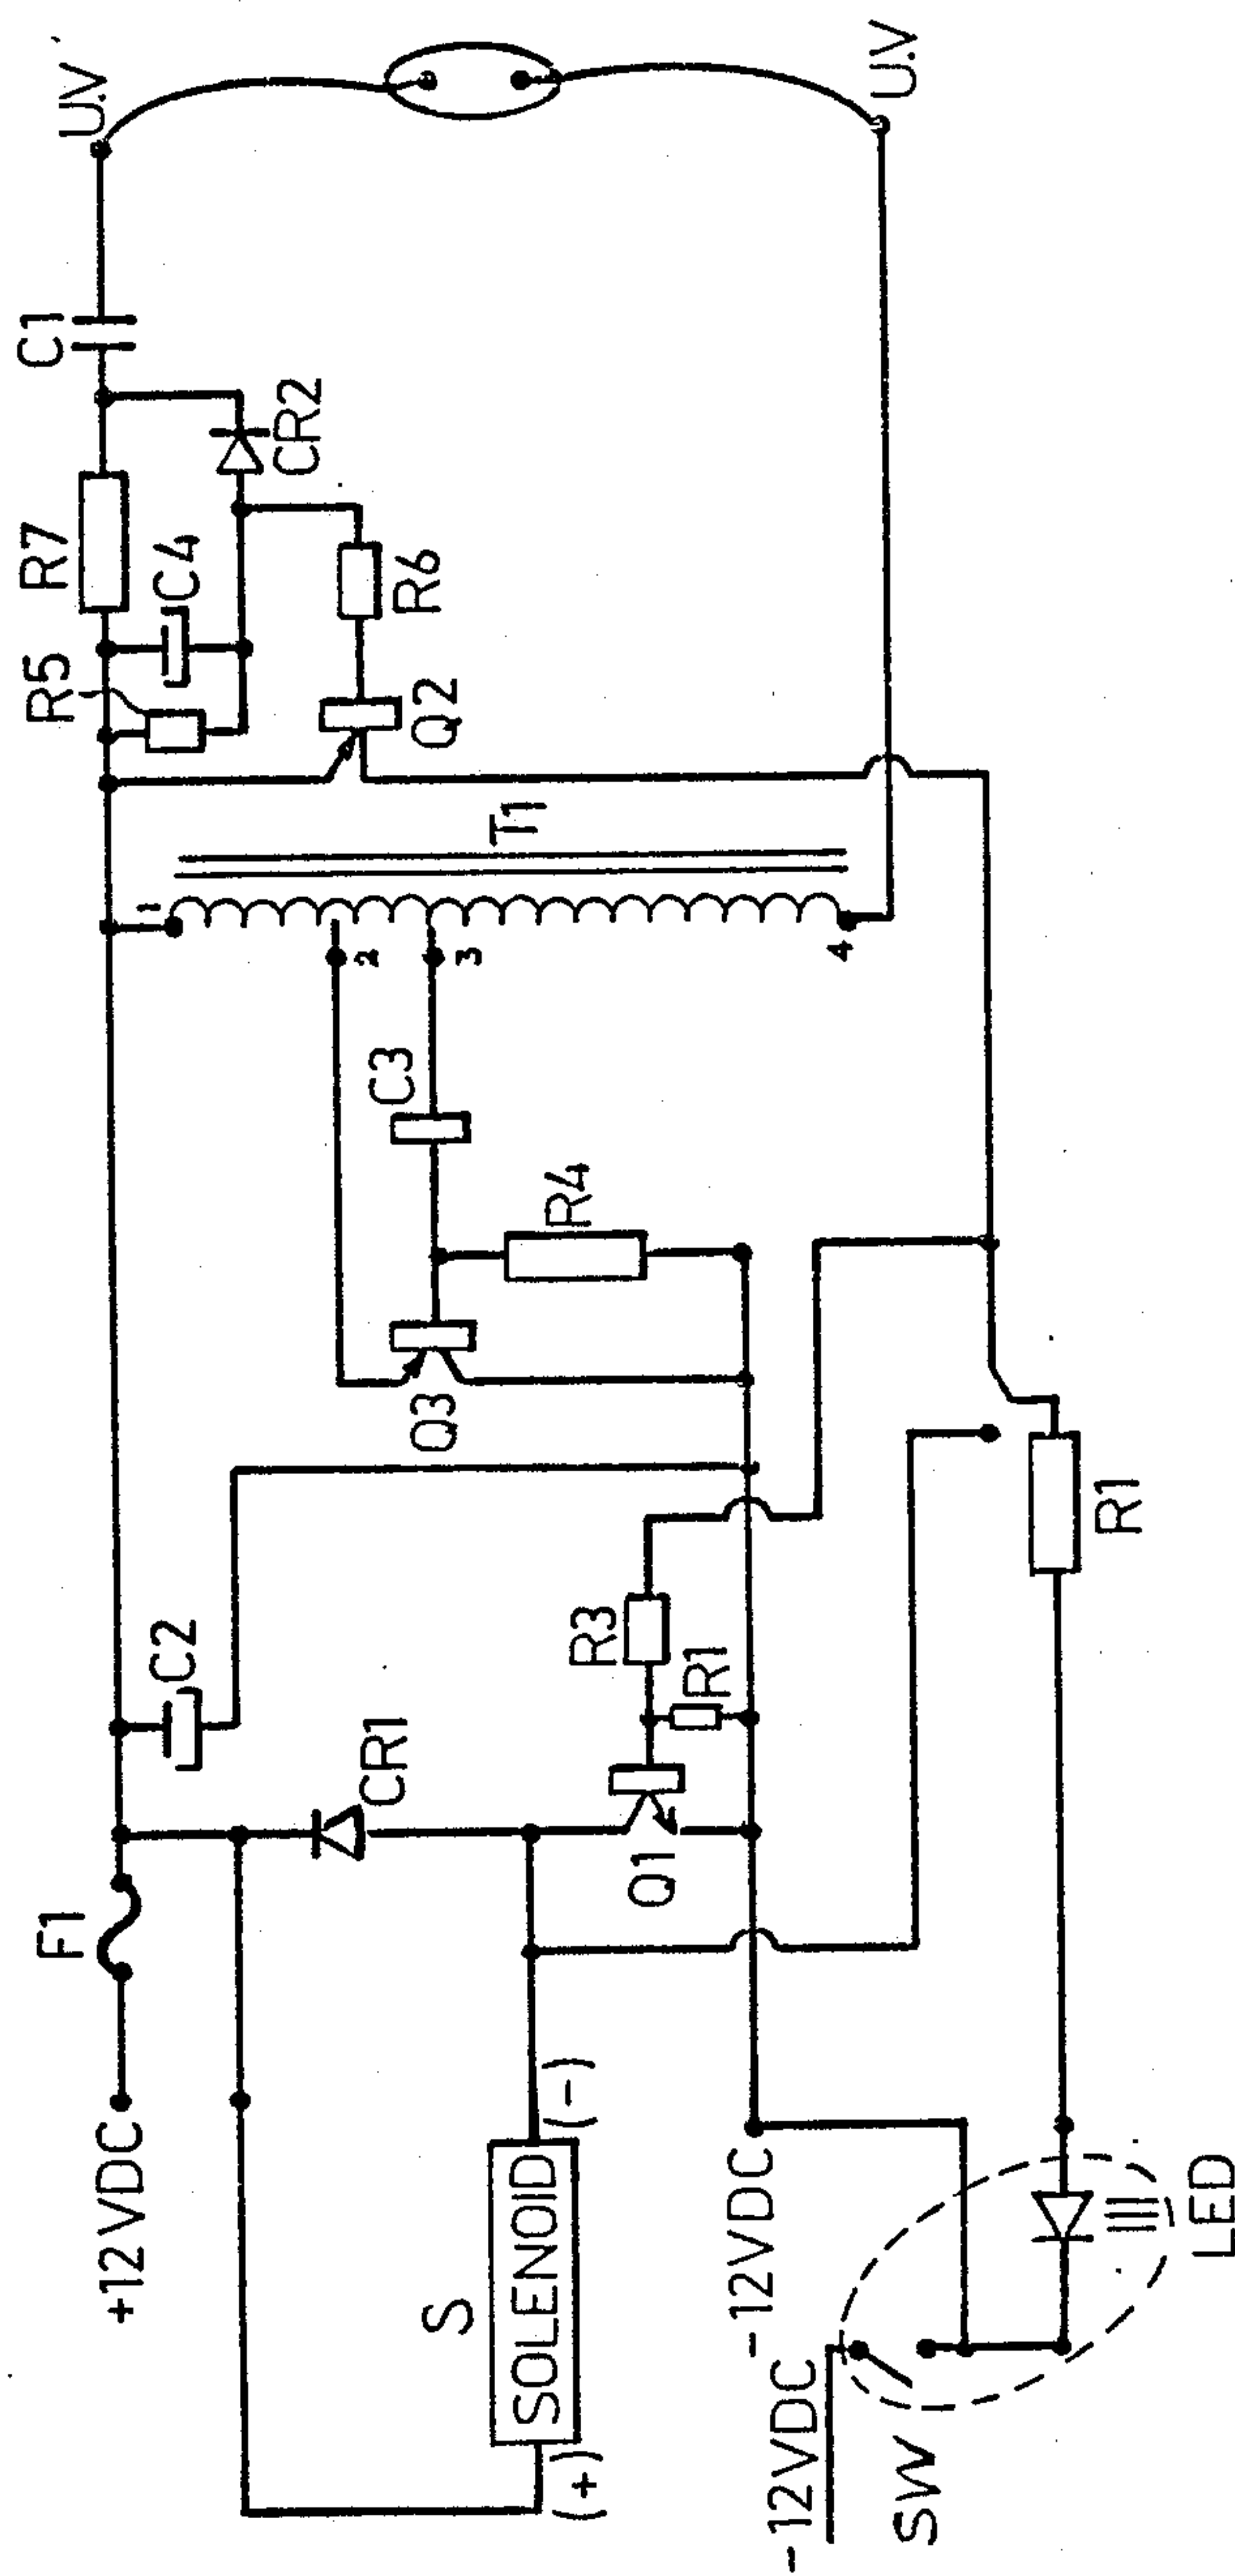 +12VDC
F1
C2
CR1
S
SOLENOID
(+)
(-)
Q1
R3
R1
-12VDC
-12VDC
SW
LED
R1
Q3
R4
C3
1
2
3
4
T1
Q2
R5
C4
R7
R6
CR2
C1
U.V
U.V